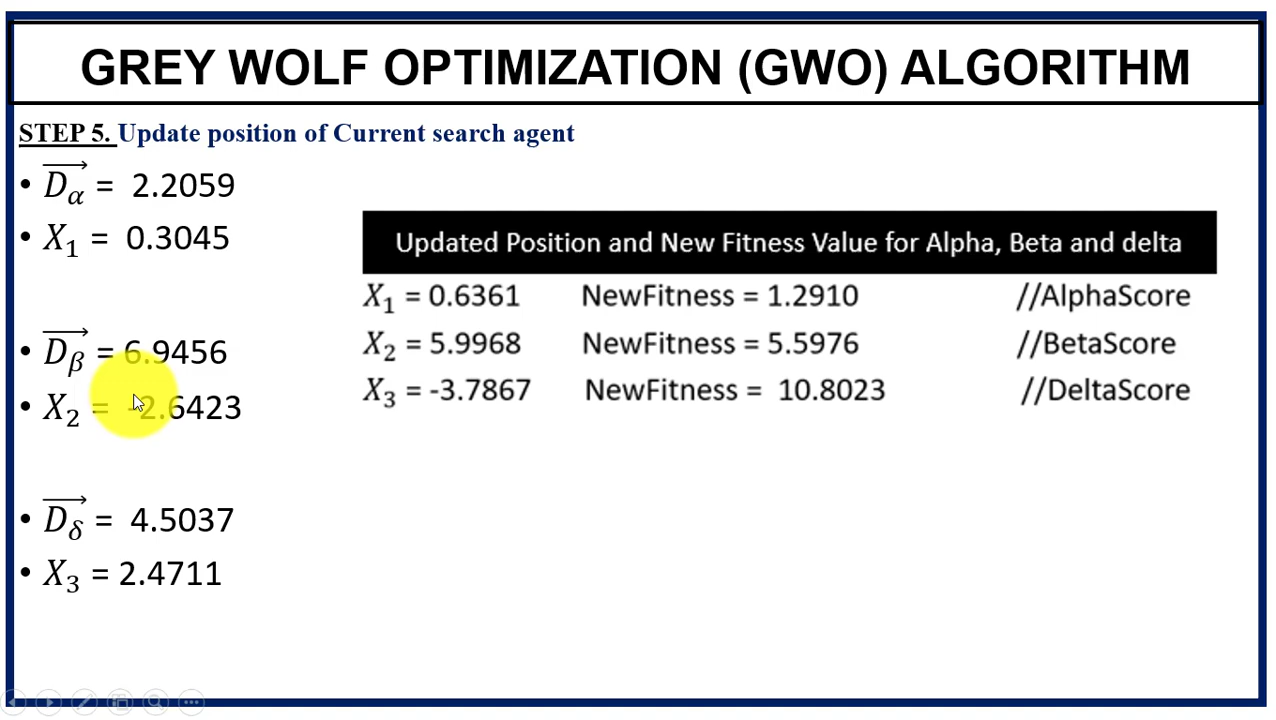 GREY WOLF OPTIMIZATION (GWO) ALGORITHM
STEP 5. Update position of Current search agent
• D⃗α = 2.2059
• X₁ = 0.3045
• D⃗β = 6.9456
• X₂ = -2.6423
• D⃗δ = 4.5037
• X₃ = 2.4711
Updated Position and New Fitness Value for Alpha, Beta and delta
X₁ = 0.6361 NewFitness = 1.2910 //AlphaScore
X₂ = 5.9968 NewFitness = 5.5976 //BetaScore
X₃ = -3.7867 NewFitness = 10.8023 //DeltaScore